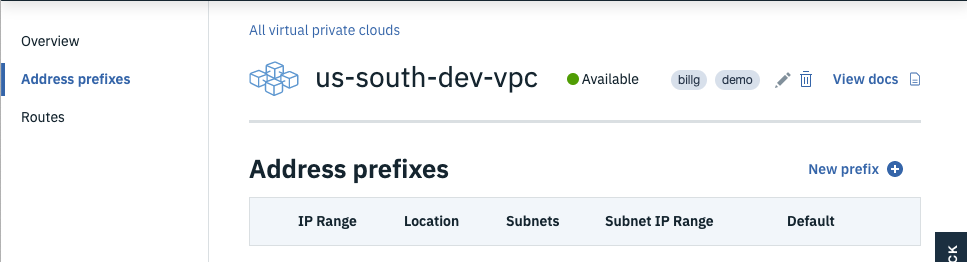 Overview
Address prefixes
Routes
All virtual private clouds
us-south-dev-vpc Available billg demo View docs
Address prefixes New prefix
IP Range Location Subnets Subnet IP Range Default
CK